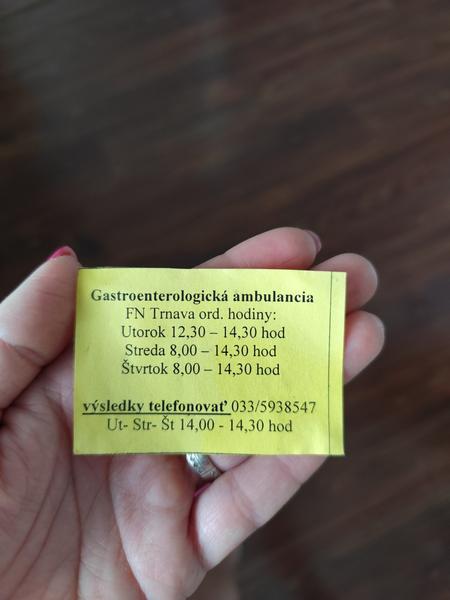 Gastroenterologická ambulancia
FN Trnava ord. hodiny:
Utorok 12,30 – 14,30 hod
Streda 8,00 – 14,30 hod
Štvrtok 8,00 – 14,30 hod
výsledky telefonovať 033/5938547
Ut- Str- Št 14,00 - 14,30 hod